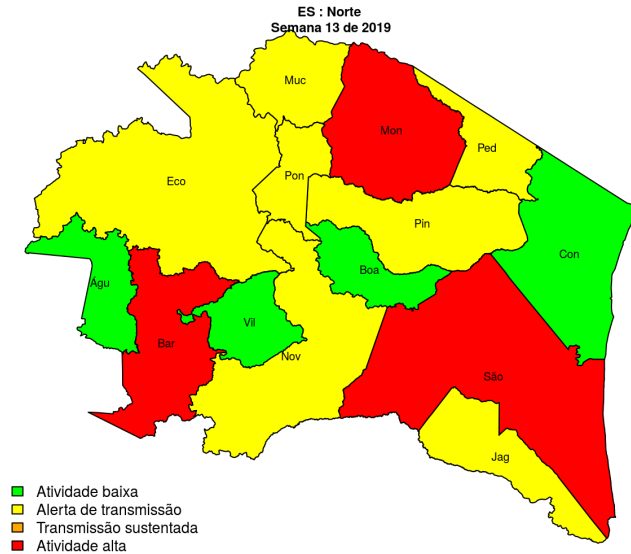 ES : Norte
Semana 13 de 2019
Muc
Mon
Ped
Eco
Pon
Pin
Con
Boa
Águ
Vil
Bar
Nov
São
Jag
Atividade baixa
Alerta de transmissão
Transmissão sustentada
Atividade alta